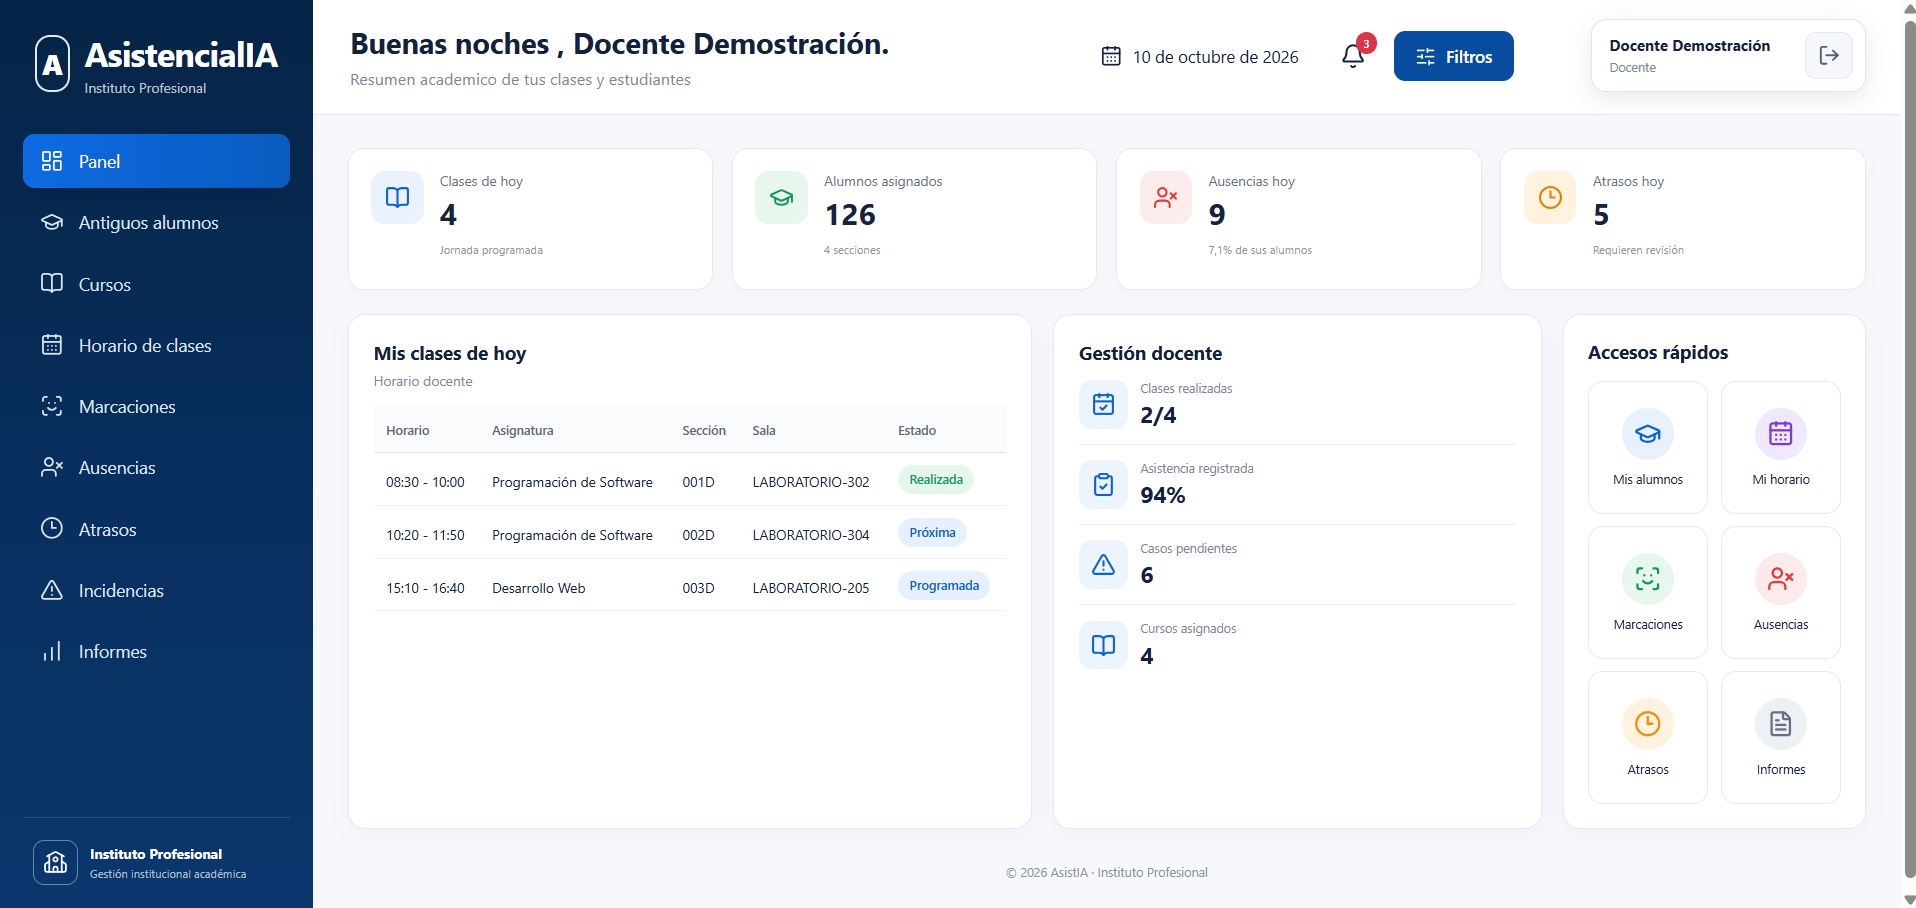 A
AsistencialIA
Instituto Profesional
Panel
Antiguos alumnos
Cursos
Horario de clases
Marcaciones
Ausencias
Atrasos
Incidencias
Informes
Instituto Profesional
Gestión institucional académica
Buenas noches , Docente Demostración.
Resumen academico de tus clases y estudiantes
10 de octubre de 2026
3
Filtros
Docente Demostración
Docente
Clases de hoy
4
Jornada programada
Alumnos asignados
126
4 secciones
Ausencias hoy
9
7,1% de sus alumnos
Atrasos hoy
5
Requieren revisión
Mis clases de hoy
Horario docente
Horario Asignatura Sección Sala Estado
08:30 - 10:00 Programación de Software 001D LABORATORIO-302 Realizada
10:20 - 11:50 Programación de Software 002D LABORATORIO-304 Próxima
15:10 - 16:40 Desarrollo Web 003D LABORATORIO-205 Programada
Gestión docente
Clases realizadas
2/4
Asistencia registrada
94%
Casos pendientes
6
Cursos asignados
4
Accesos rápidos
Mis alumnos
Mi horario
Marcaciones
Ausencias
Atrasos
Informes
© 2026 AsistIA · Instituto Profesional